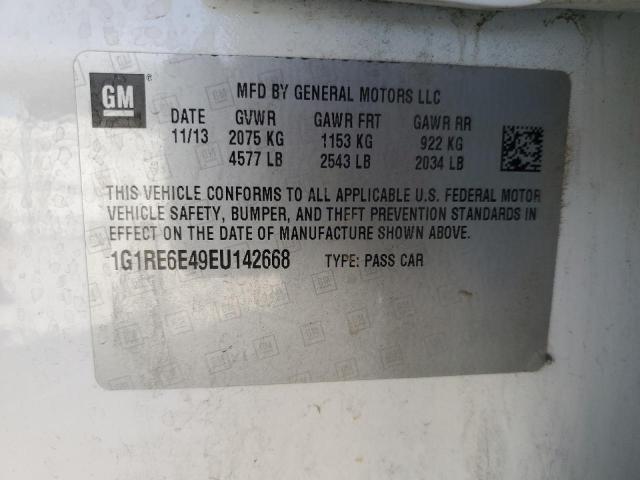 GM
MFD BY GENERAL MOTORS LLC
DATE GVWR GAWR FRT GAWR RR
11/13 2075 KG 1153 KG 922 KG
4577 LB 2543 LB 2034 LB
THIS VEHICLE CONFORMS TO ALL APPLICABLE U.S. FEDERAL MOTOR
VEHICLE SAFETY, BUMPER, AND THEFT PREVENTION STANDARDS IN
EFFECT ON THE DATE OF MANUFACTURE SHOWN ABOVE.
1G1RE6E49EU142668 TYPE: PASS CAR